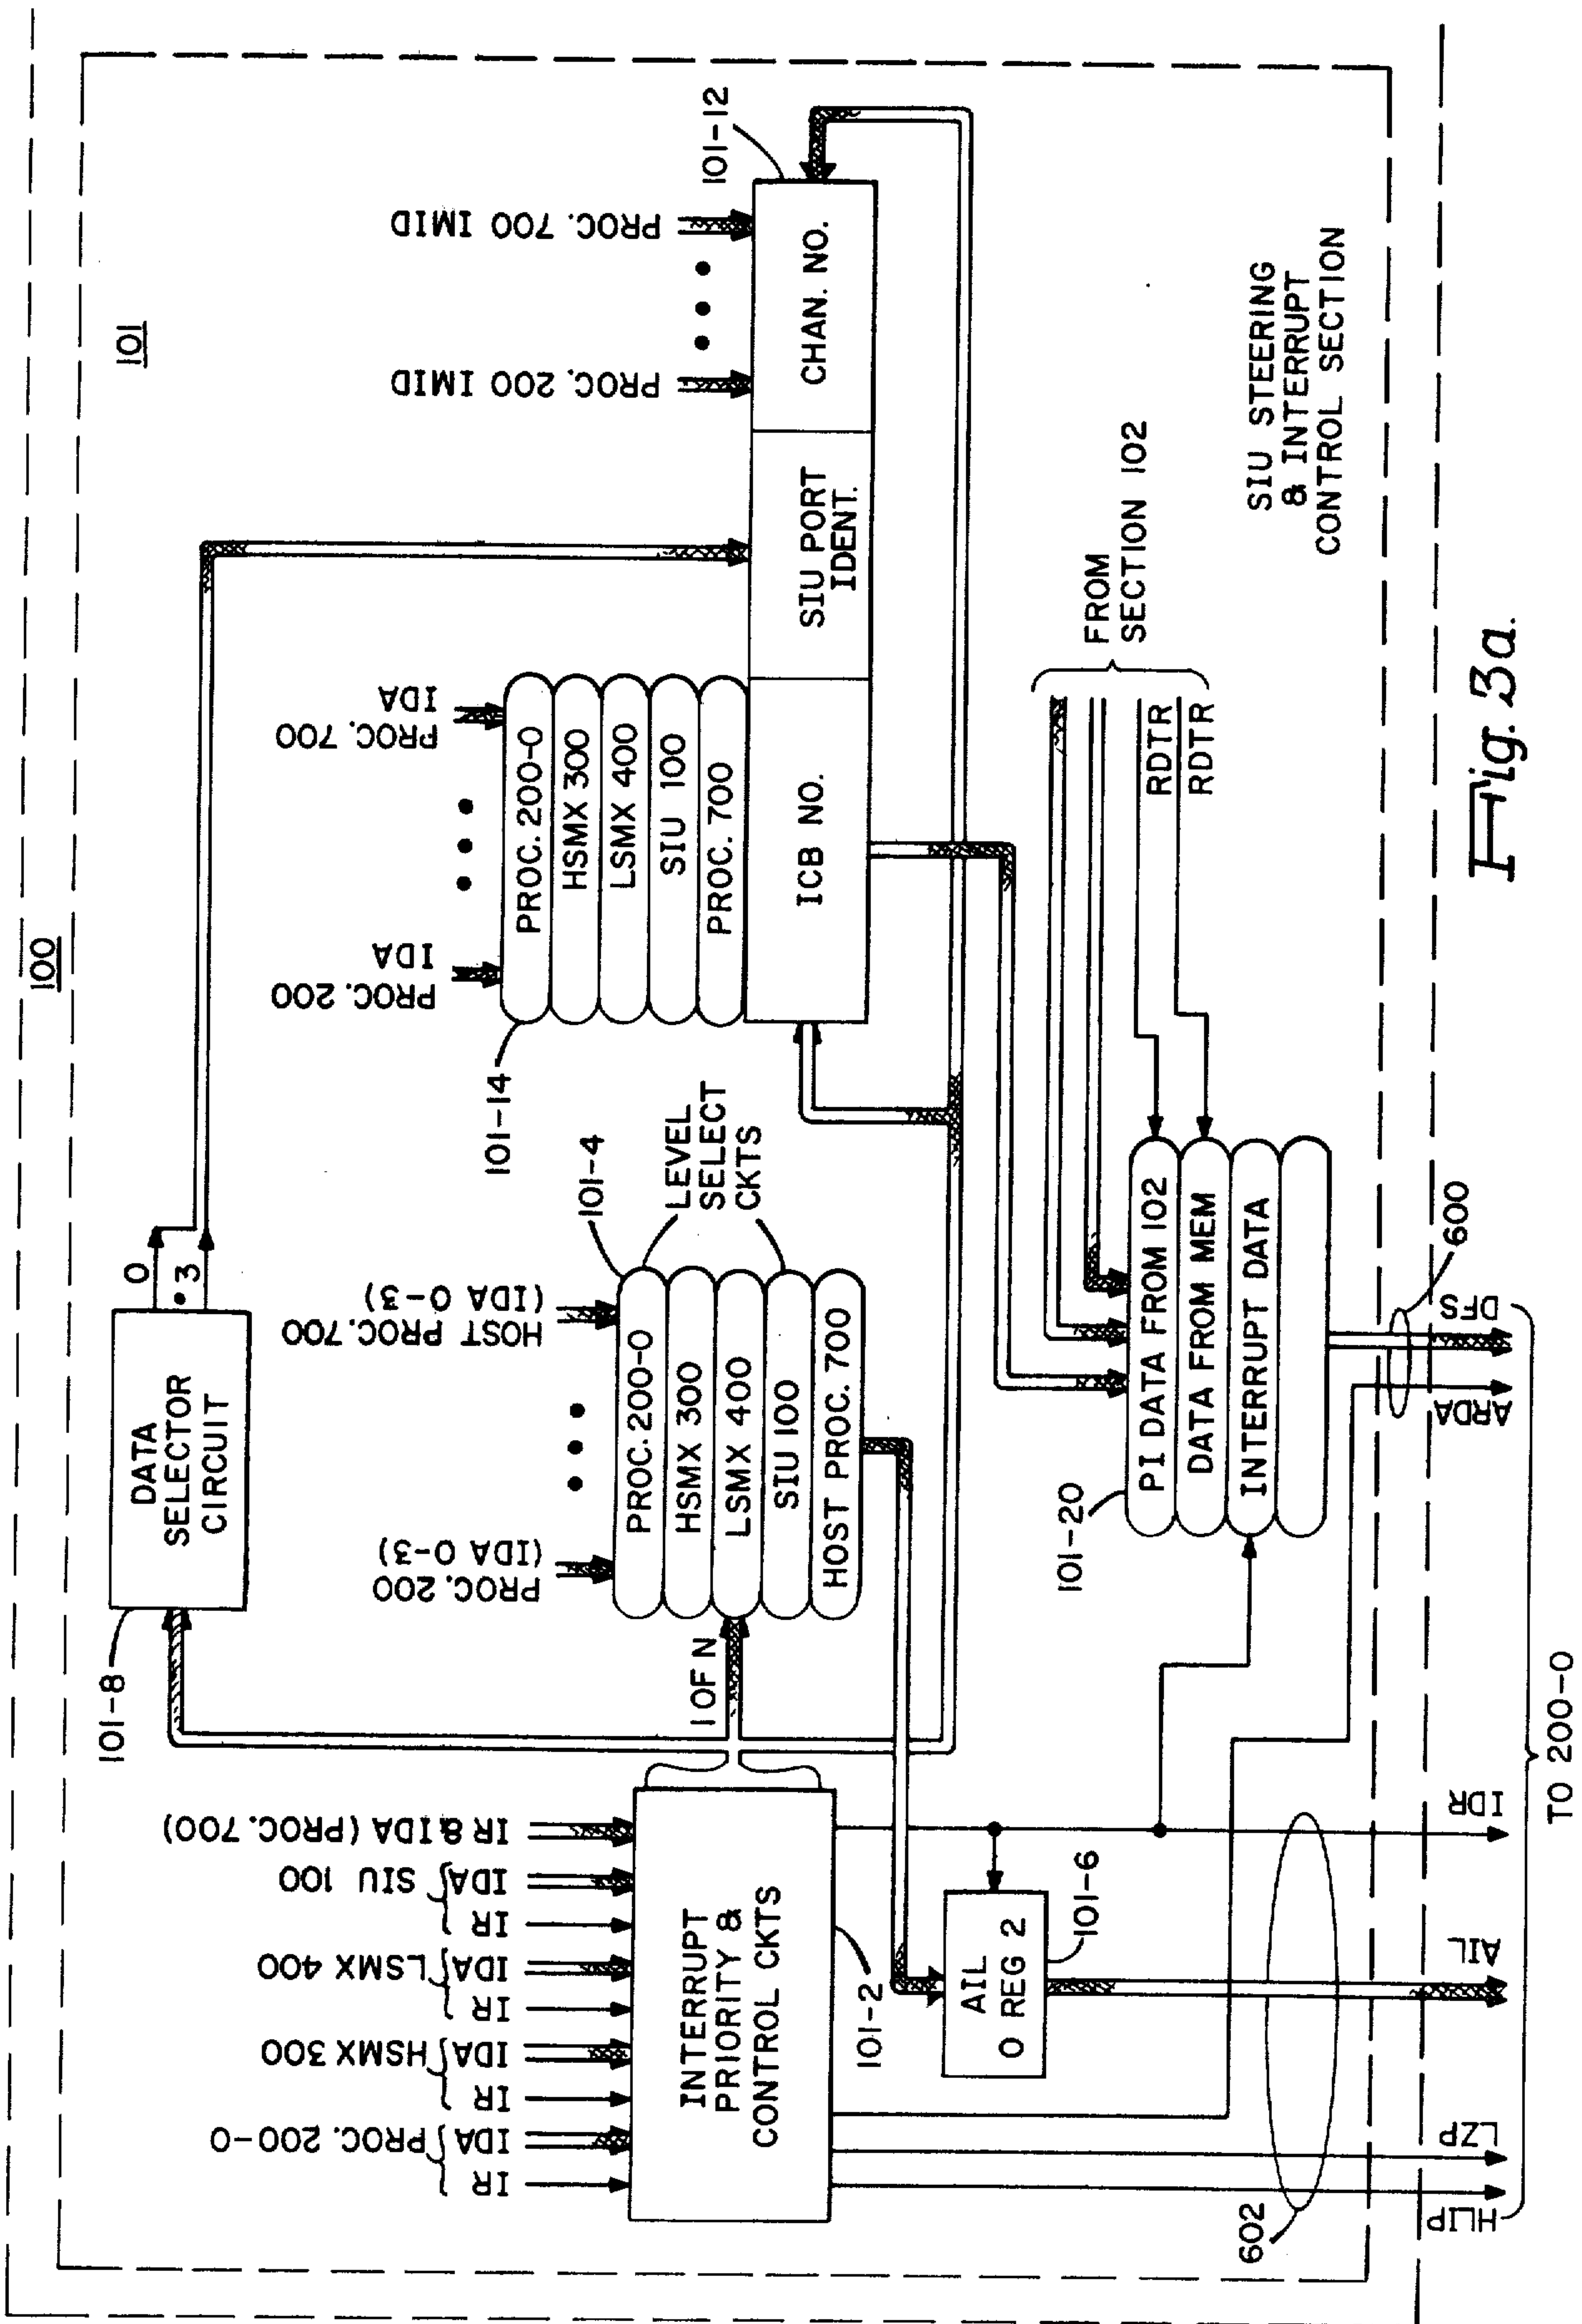 100
101
101-8
DATA
SELECTOR
CIRCUIT
0
3
IR & IDA (PROC. 700)
IDA
IR
SIU 100
IDA
IR
LSMX 400
IDA
IR
HSMX 300
IDA
IR
PROC. 200-0
INTERRUPT
PRIORITY &
CONTROL CKTS
101-2
1 OF N
PROC. 200
(IDA 0-3)
HOST PROC. 700
(IDA 0-3)
101-4
LEVEL
SELECT
CKTS
PROC. 200-0
HSMX 300
LSMX 400
SIU 100
HOST PROC. 700
PROC. 200
IDA
PROC. 700
IDA
101-14
PROC. 200-0
HSMX 300
LSMX 400
SIU 100
PROC. 700
PROC. 200 IMID
PROC. 700 IMID
101-12
ICB NO.
SIU PORT
IDENT.
CHAN. NO.
AIL
0 REG 2
101-6
101-20
PI DATA FROM 102
DATA FROM MEM
INTERRUPT DATA
RDTR
RDTR
FROM
SECTION 102
SIU STEERING
& INTERRUPT
CONTROL SECTION
602
600
HLIP
LZP
AIL
IDR
ARDA
DFS
TO 200-0
Fig. 3a.